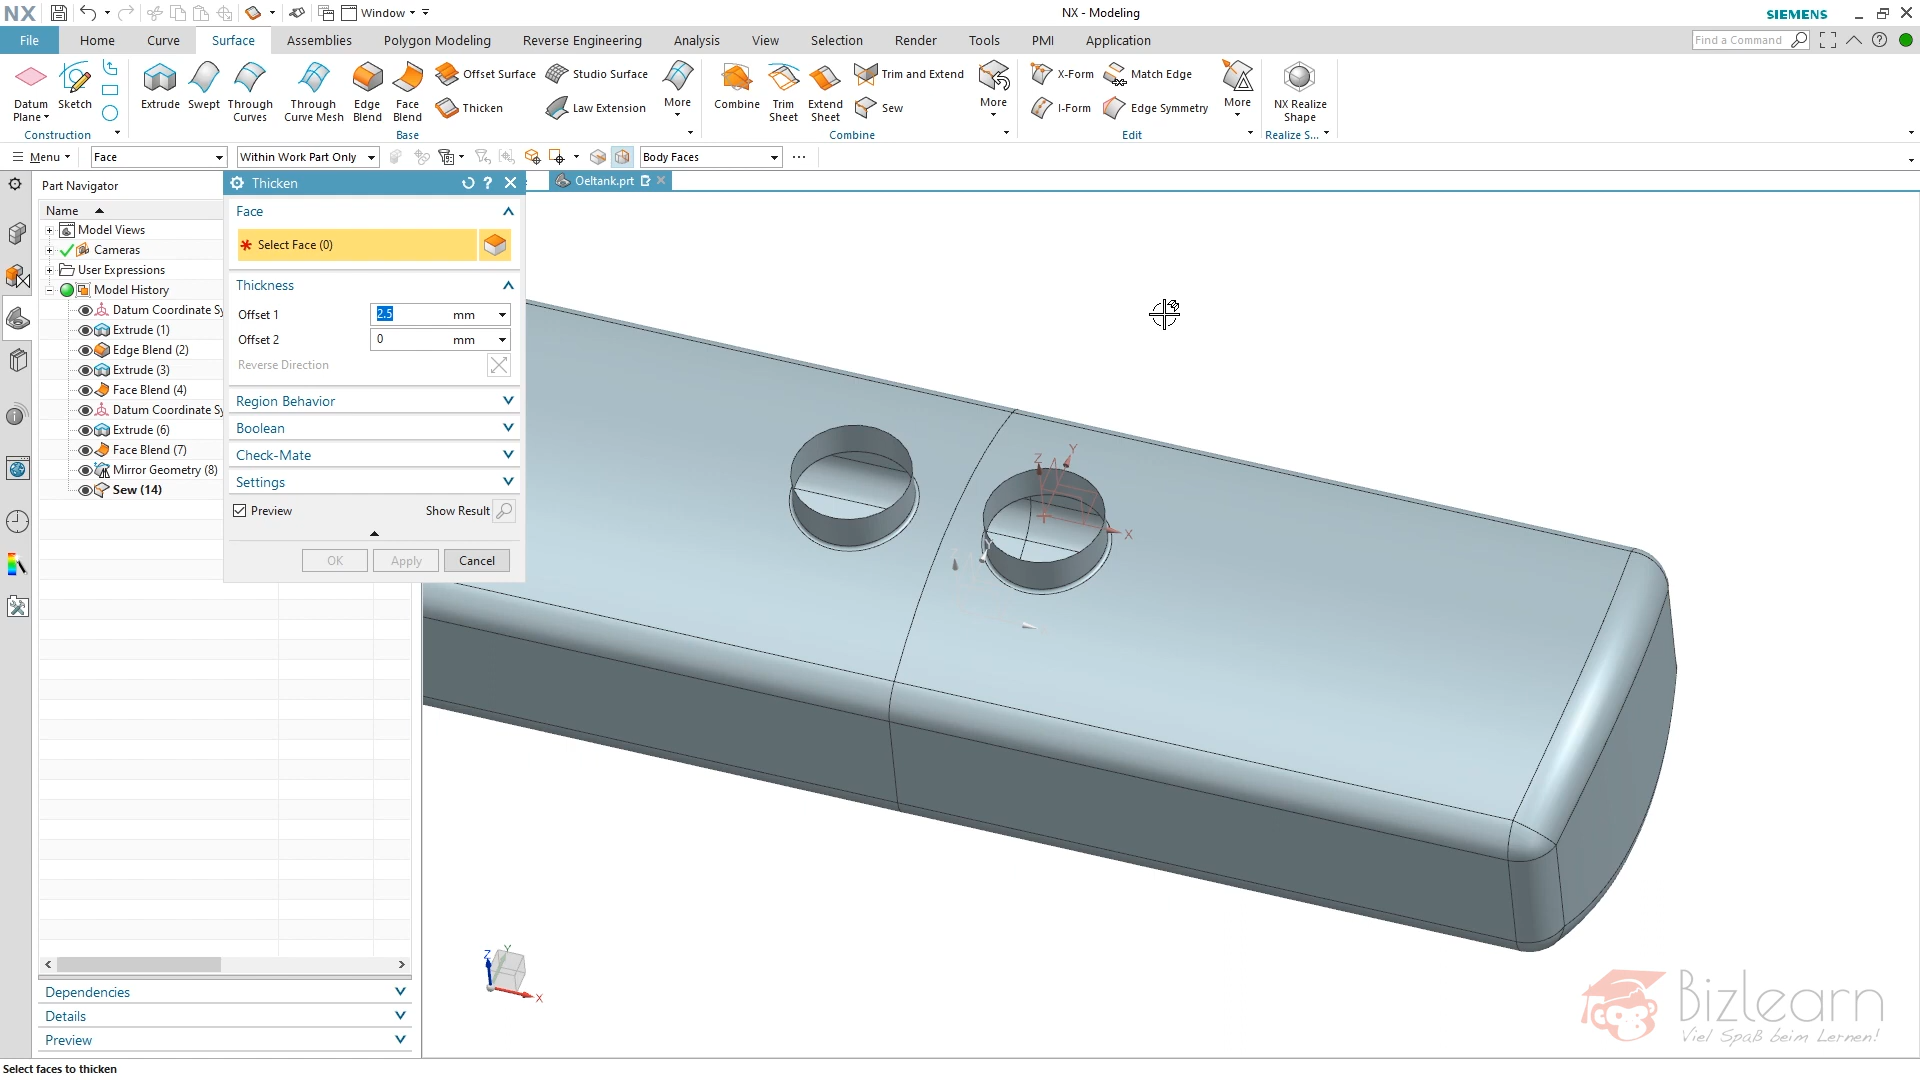 NX
Window
NX - Modeling
SIEMENS
File
Home
Curve
Surface
Assemblies
Polygon Modeling
Reverse Engineering
Analysis
View
Selection
Render
Tools
PMI
Application
Find a Command
Datum Plane
Sketch
Extrude
Swept
Through Curves
Through Curve Mesh
Edge Blend
Face Blend
Offset Surface
Thicken
Studio Surface
Law Extension
More
Combine
Trim Sheet
Extend Sheet
Trim and Extend
Sew
More
X-Form
I-Form
Match Edge
Edge Symmetry
More
NX Realize Shape
Construction
Base
Combine
Edit
Realize S...
Menu
Face
Within Work Part Only
Body Faces
Part Navigator
Thicken
Oeltank.prt
Name
Model Views
Cameras
User Expressions
Model History
Datum Coordinate Sy
Extrude (1)
Edge Blend (2)
Extrude (3)
Face Blend (4)
Datum Coordinate Sy
Extrude (6)
Face Blend (7)
Mirror Geometry (8)
Sew (14)
Face
* Select Face (0)
Thickness
Offset 1 2.5 mm
Offset 2 0 mm
Reverse Direction
Region Behavior
Boolean
Check-Mate
Settings
Preview
Show Result
OK
Apply
Cancel
Z
Y
X
Z
Y
X
Dependencies
Details
Preview
Bizlearn
Viel Spaß beim Lernen!
Select faces to thicken